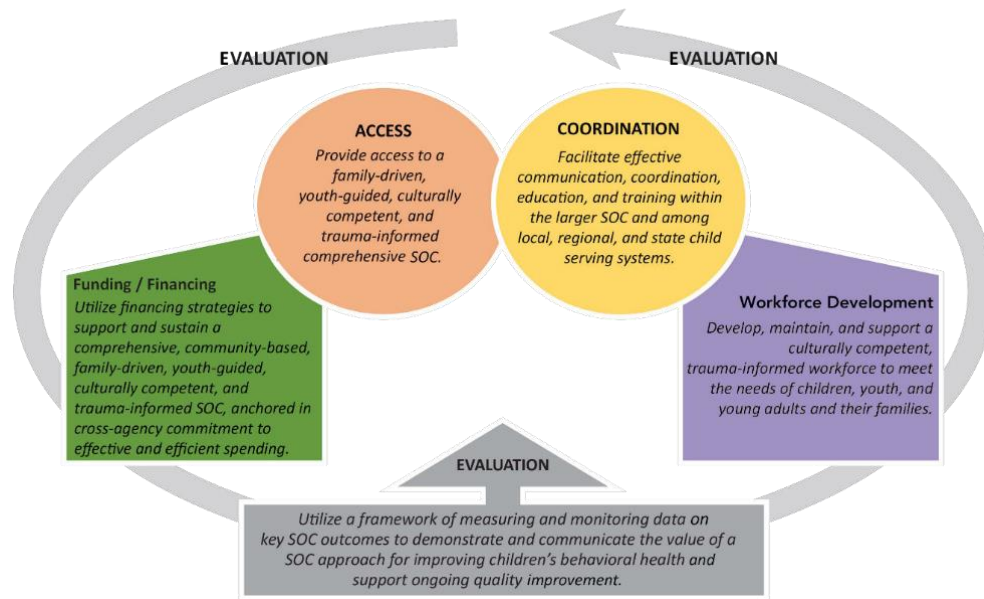 EVALUATION
EVALUATION
ACCESS
Provide access to a
family-driven,
youth-guided, culturally
competent, and
trauma-informed
comprehensive SOC.
COORDINATION
Facilitate effective
communication, coordination,
education, and training within
the larger SOC and among
local, regional, and state child
serving systems.
Funding / Financing
Utilize financing strategies to
support and sustain a
comprehensive, community-based,
family-driven, youth-guided,
culturally competent, and
trauma-informed SOC, anchored in
cross-agency commitment to
effective and efficient spending.
Workforce Development
Develop, maintain, and support a
culturally competent,
trauma-informed workforce to meet
the needs of children, youth, and
young adults and their families.
EVALUATION
Utilize a framework of measuring and monitoring data on
key SOC outcomes to demonstrate and communicate the value of a
SOC approach for improving children's behavioral health and
support ongoing quality improvement.